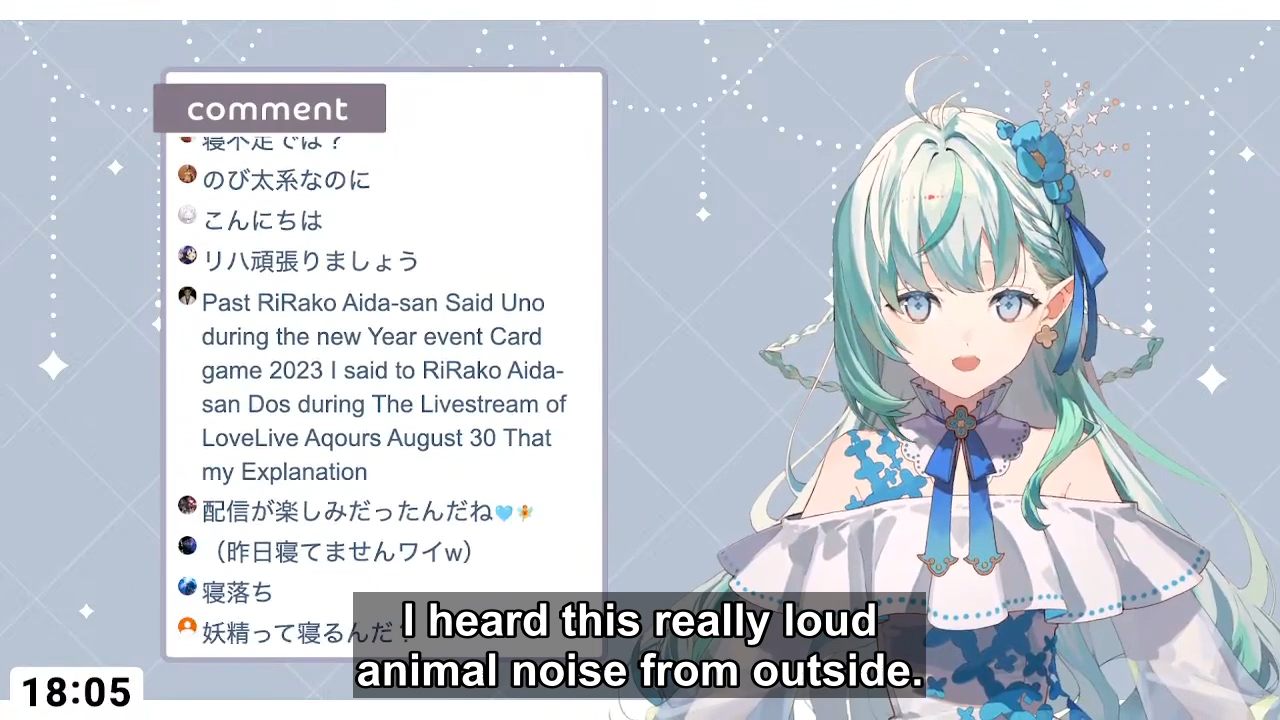 comment
寝不足では？
のび太系なのに
こんにちは
リハ頑張りましょう
Past RiRako Aida-san Said Uno
during the new Year event Card
game 2023 I said to RiRako Aida-
san Dos during The Livestream of
LoveLive Aqours August 30 That
my Explanation
配信が楽しみだったんだね🩵🧚
（昨日寝てませんワイw）
寝落ち
妖精って寝るんだ
I heard this really loud
animal noise from outside.
18:05